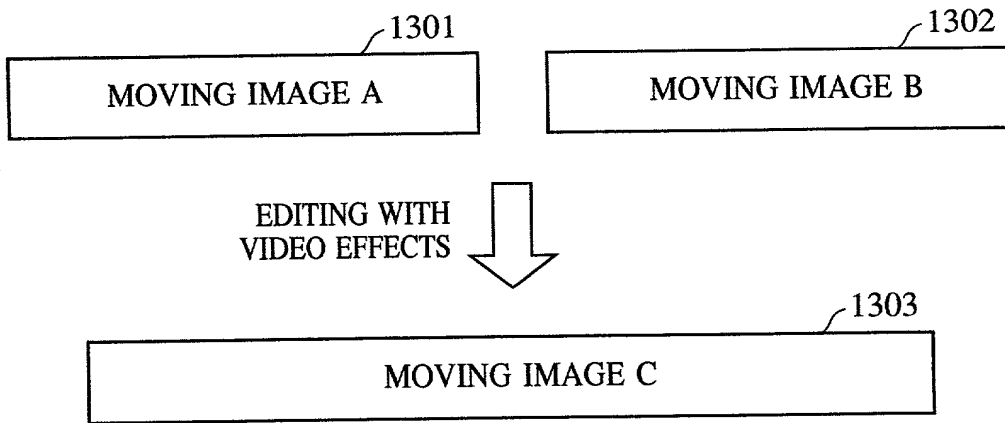 1301
MOVING IMAGE A
1302
MOVING IMAGE B
EDITING WITH
VIDEO EFFECTS
1303
MOVING IMAGE C